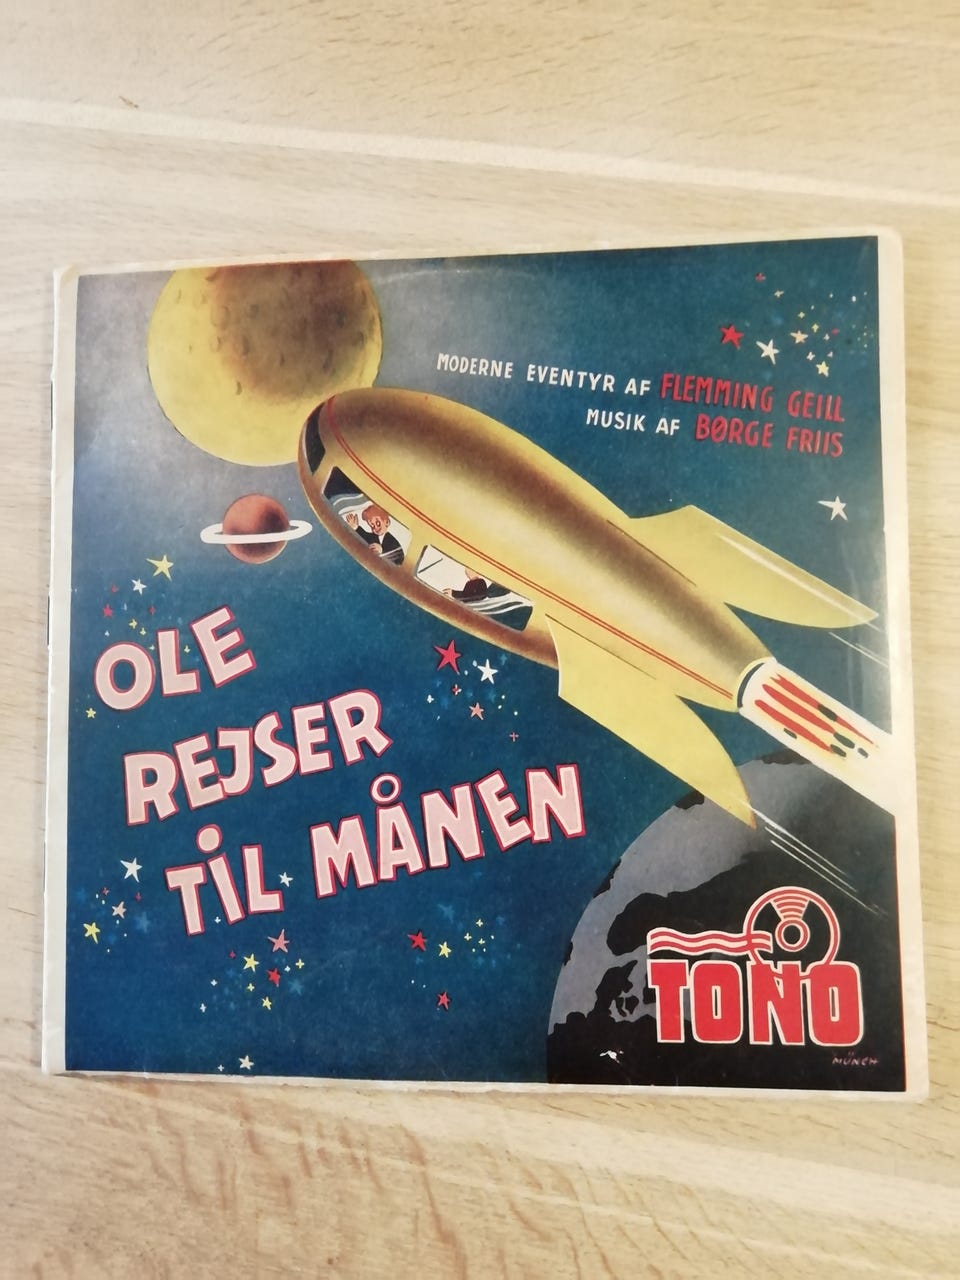 MODERNE EVENTYR AF FLEMMING GEILL
MUSIK AF BØRGE FRIIS
OLE
REJSER
TIL MÅNEN
TONO
MÜNCH